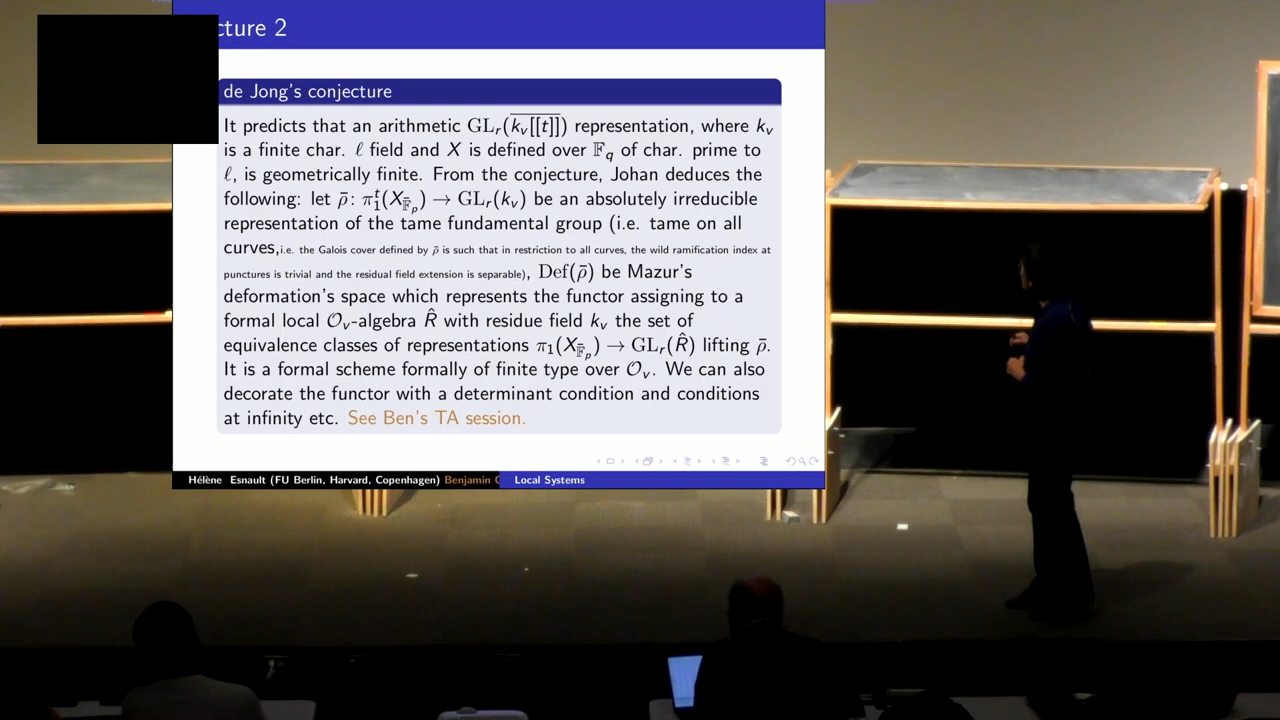 cture 2
de Jong's conjecture
It predicts that an arithmetic GL_r(\overline{k_v[[t]]}) representation, where k_v
is a finite char. ℓ field and X is defined over 𝔽_q of char. prime to
ℓ, is geometrically finite. From the conjecture, Johan deduces the
following: let ρ̄: π_1^t(X_{\bar{𝔽}_p}) → GL_r(k_v) be an absolutely irreducible
representation of the tame fundamental group (i.e. tame on all
curves,i.e. the Galois cover defined by ρ̄ is such that in restriction to all curves, the wild ramification index at
punctures is trivial and the residual field extension is separable), Def(ρ̄) be Mazur's
deformation's space which represents the functor assigning to a
formal local 𝒪_v-algebra R̂ with residue field k_v the set of
equivalence classes of representations π_1(X_{\bar{𝔽}_p}) → GL_r(R̂) lifting ρ̄.
It is a formal scheme formally of finite type over 𝒪_v. We can also
decorate the functor with a determinant condition and conditions
at infinity etc. See Ben's TA session.
Hélène Esnault (FU Berlin, Harvard, Copenhagen) Benjamin Local Systems